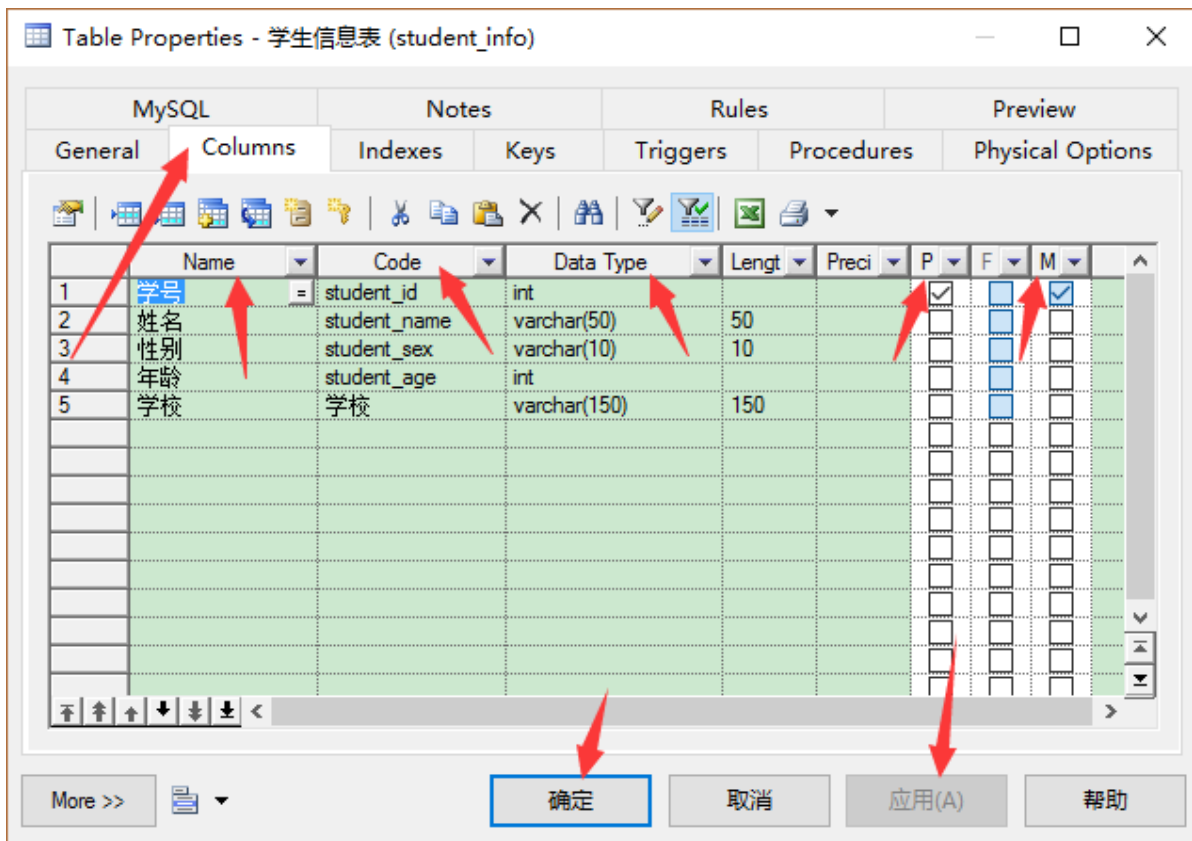 Table Properties - 学生信息表 (student_info)
MySQL Notes Rules Preview
General Columns Indexes Keys Triggers Procedures Physical Options
Name Code Data Type Lengt Preci P F M
1 学号 = student_id int
2 姓名 student_name varchar(50) 50
3 性别 student_sex varchar(10) 10
4 年龄 student_age int
5 学校 学校 varchar(150) 150
More >> 确定 取消 应用(A) 帮助